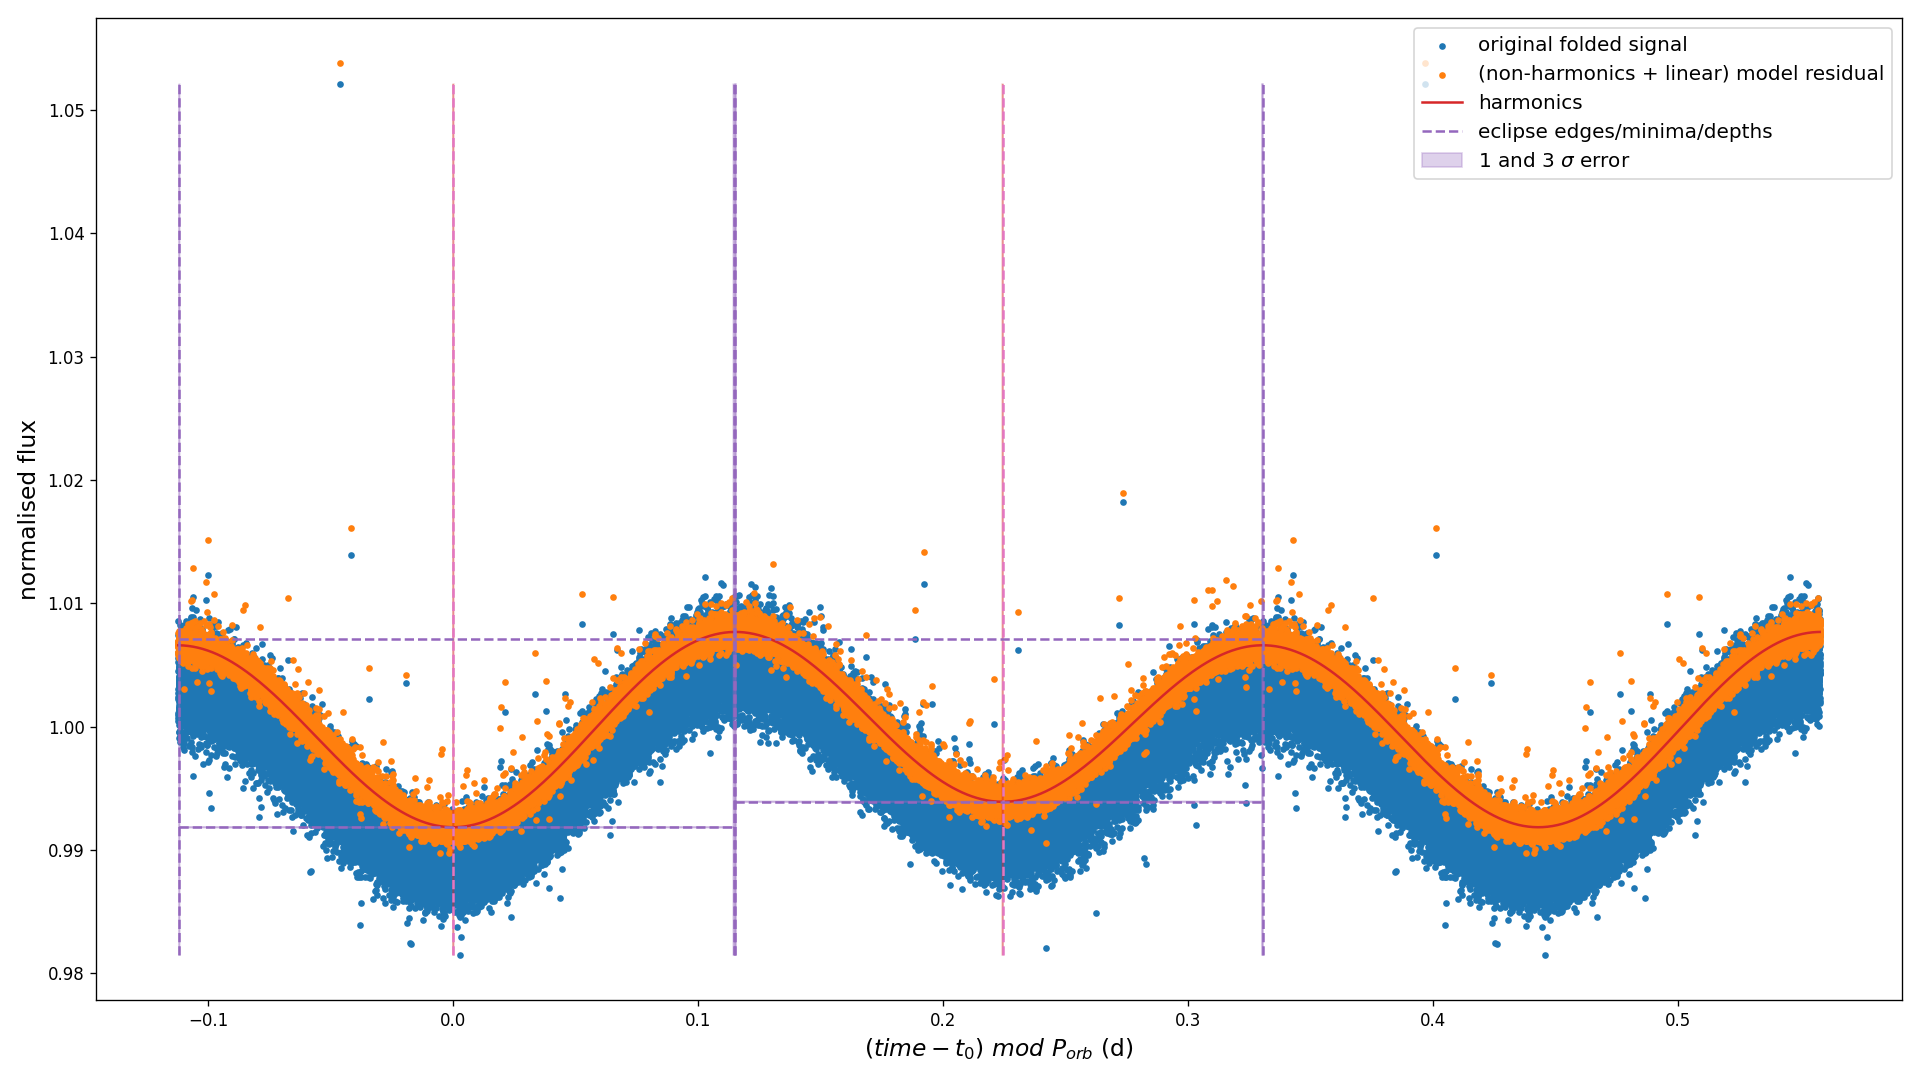 original folded signal
(non-harmonics + linear) model residual
harmonics
eclipse edges/minima/depths
1 and 3 σ error
normalised flux
1.05
1.04
1.03
1.02
1.01
1.00
0.99
0.98
−0.1
0.0
0.1
0.2
0.3
0.4
0.5
(time − t₀) mod Pₒᵣb (d)